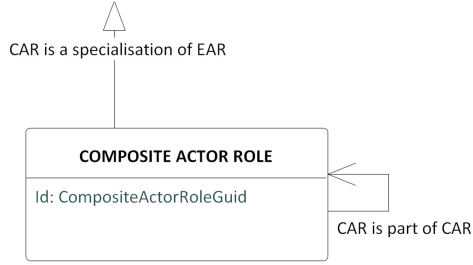 CAR is a specialisation of EAR
COMPOSITE ACTOR ROLE
Id: CompositeActorRoleGuid
CAR is part of CAR